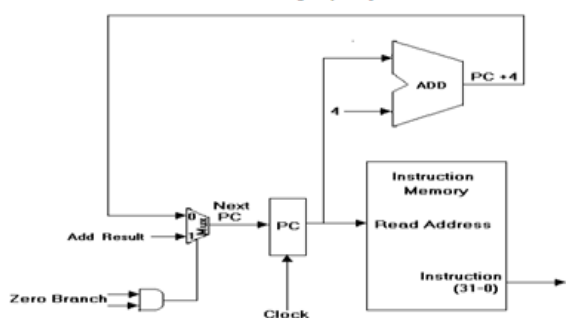 ADD
PC +4
4
Instruction
Memory
Read Address
Instruction
(31-0)
Next
PC
0
1
Mux
PC
Add Result
Zero Branch
Clock